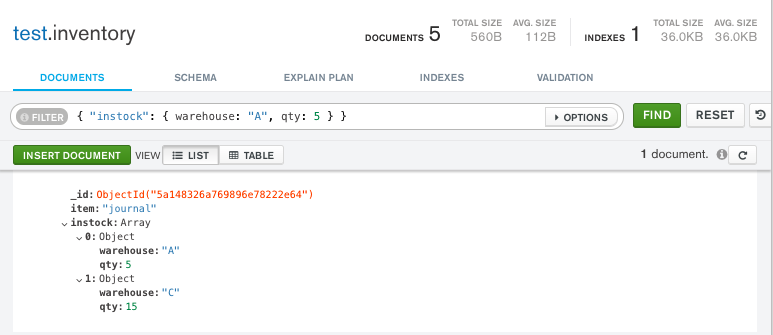 test.inventory
DOCUMENTS 5 TOTAL SIZE 560B AVG. SIZE 112B INDEXES 1 TOTAL SIZE 36.0KB AVG. SIZE 36.0KB
DOCUMENTS SCHEMA EXPLAIN PLAN INDEXES VALIDATION
FILTER { "instock": { warehouse: "A", qty: 5 } } OPTIONS FIND RESET
INSERT DOCUMENT VIEW LIST TABLE 1 document.
_id: ObjectId("5a148326a769896e78222e64")
item: "journal"
instock: Array
0: Object
warehouse: "A"
qty: 5
1: Object
warehouse: "C"
qty: 15